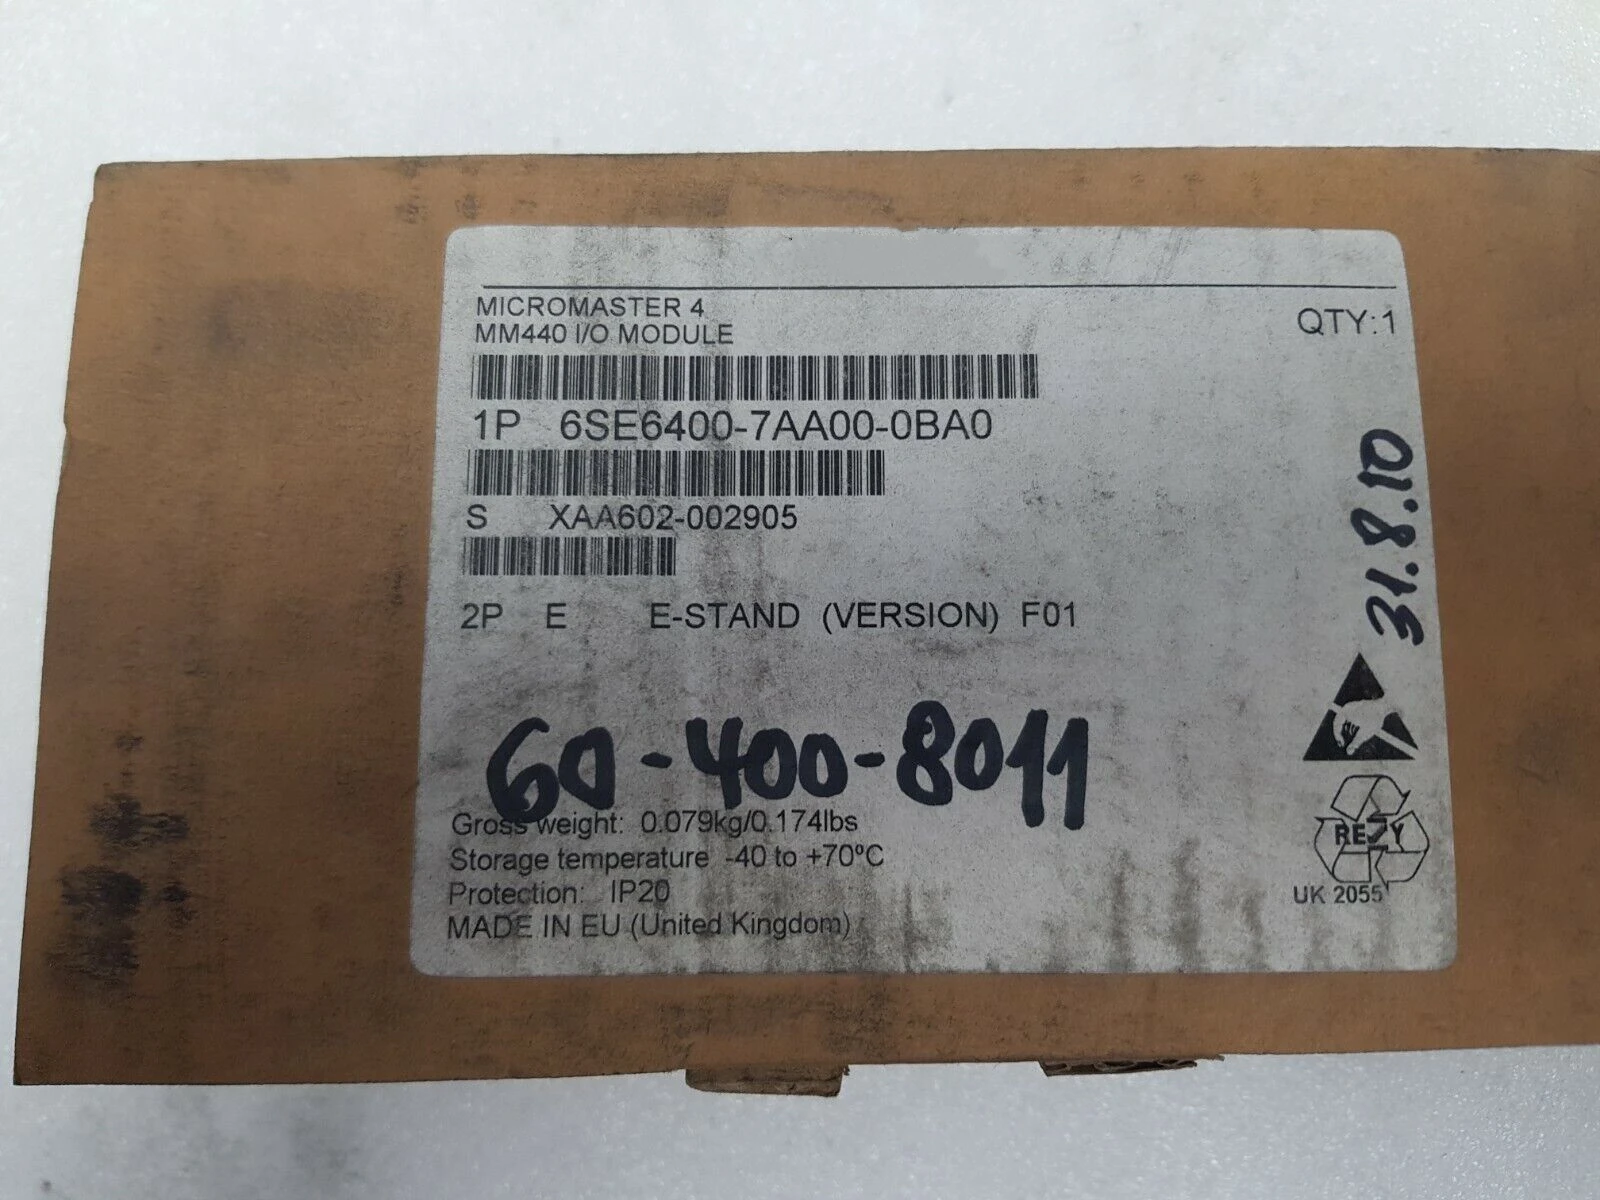 MICROMASTER 4
MM440 I/O MODULE
QTY:1
1P 6SE6400-7AA00-0BA0
S XAA602-002905
2P E E-STAND (VERSION) F01
31.8.10
60-400-8011
Gross weight: 0.079kg/0.174lbs
Storage temperature -40 to +70°C
Protection: IP20
MADE IN EU (United Kingdom)
RESY
UK 2055